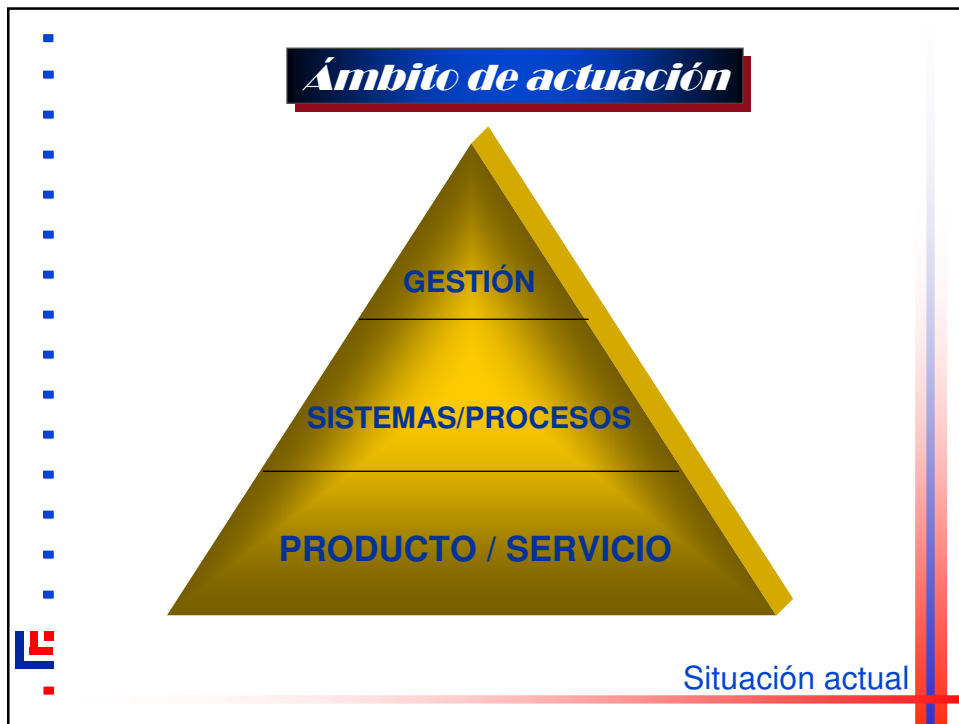 Ámbito de actuación
GESTIÓN
SISTEMAS/PROCESOS
PRODUCTO / SERVICIO
Situación actual